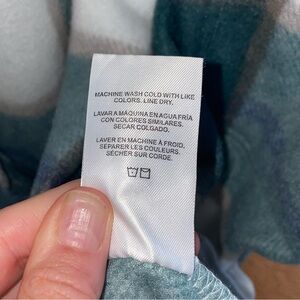 MACHINE WASH COLD WITH LIKE
COLORS. LINE DRY.
LAVAR A MÁQUINA EN AGUA FRÍA
CON COLORES SIMILARES.
SECAR COLGADO.
LAVER EN MACHINE À FROID,
SÉPARER LES COULEURS.
SÉCHER SUR CORDE.